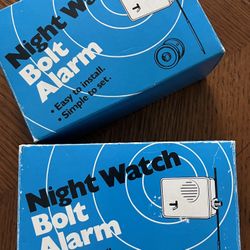 Night Watch
Bolt
Alarm
• Easy to install.
• Simple to set.
Night Watch
Bolt
Alarm